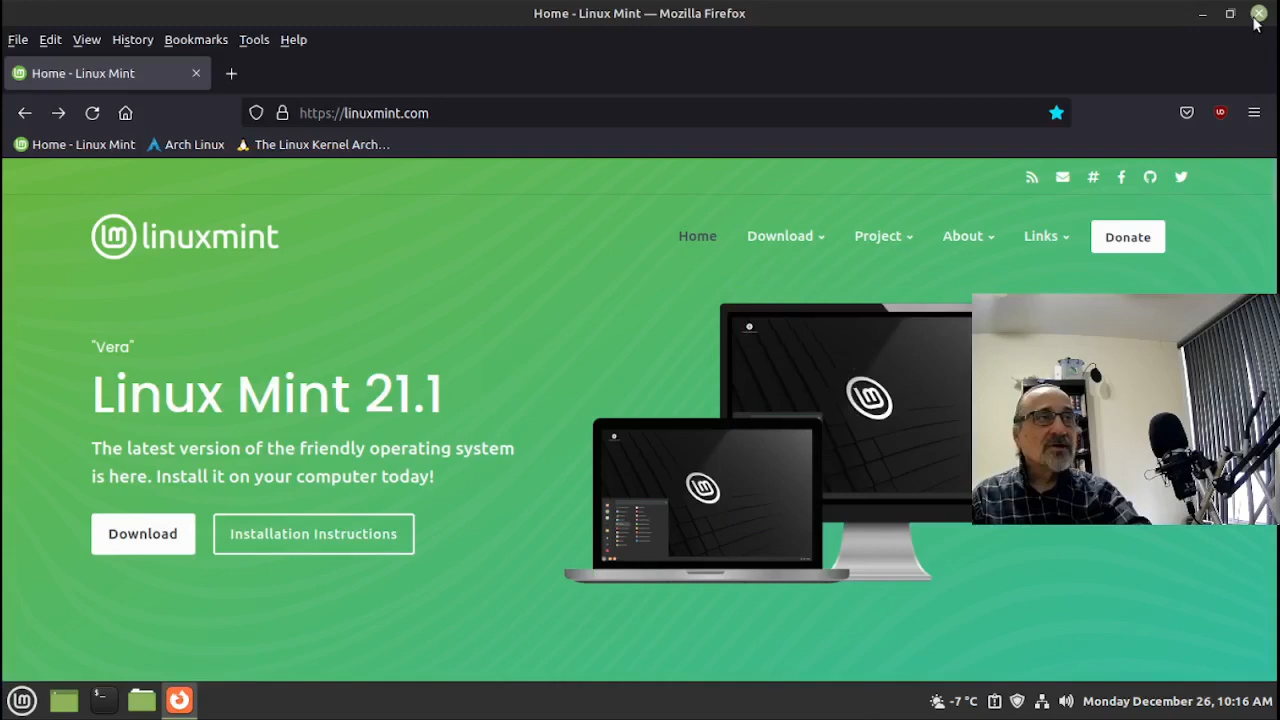 Home - Linux Mint — Mozilla Firefox
File Edit View History Bookmarks Tools Help
Home - Linux Mint
https://linuxmint.com
Home - Linux Mint Arch Linux The Linux Kernel Arch...
linuxmint
Home Download Project About Links Donate
"Vera"
Linux Mint 21.1
The latest version of the friendly operating system
is here. Install it on your computer today!
Download Installation Instructions
-7 °C Monday December 26, 10:16 AM